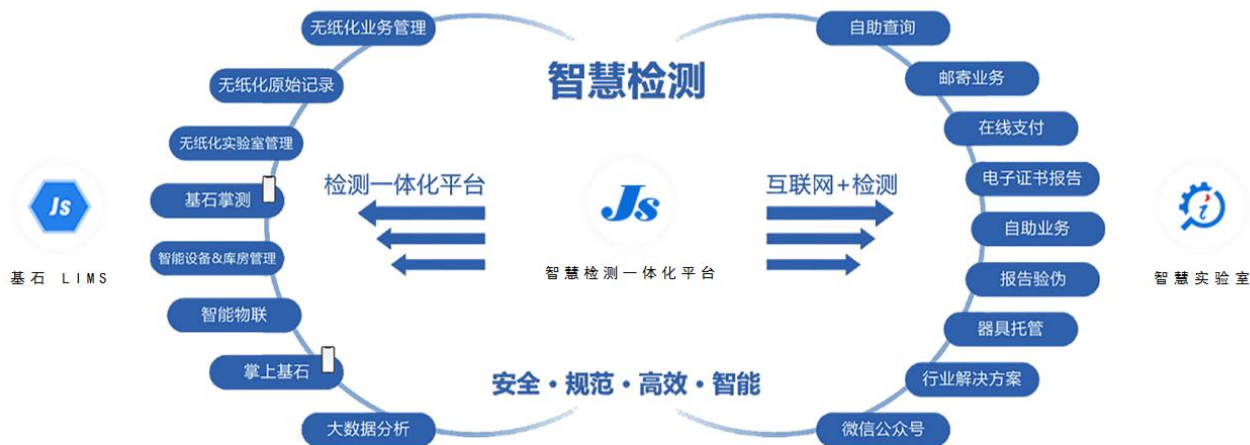 智慧检测
无纸化业务管理
无纸化原始记录
无纸化实验室管理
基石掌测
智能设备&库房管理
智能物联
掌上基石
大数据分析
Js
基石 LIMS
检测一体化平台
Js
智慧检测一体化平台
互联网+检测
安全·规范·高效·智能
自助查询
邮寄业务
在线支付
电子证书报告
自助业务
报告验伪
器具托管
行业解决方案
微信公众号
i
智慧实验室